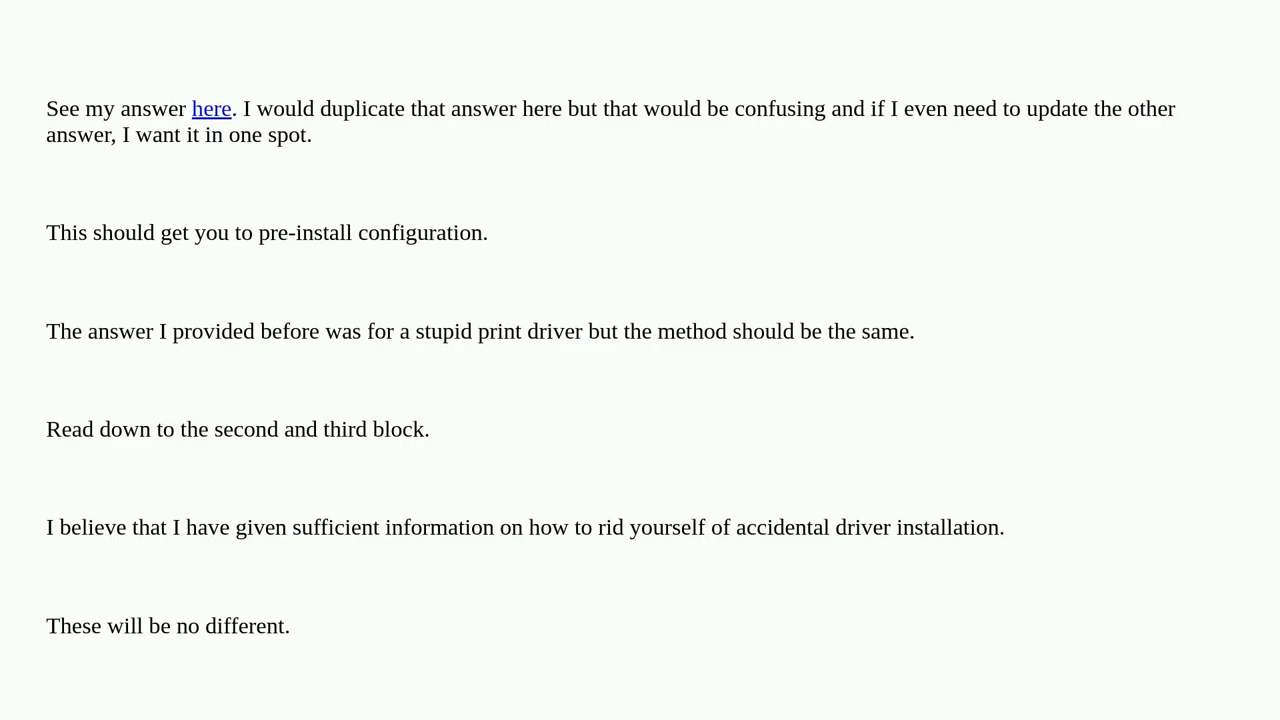 See my answer here. I would duplicate that answer here but that would be confusing and if I even need to update the other
answer, I want it in one spot.
This should get you to pre-install configuration.
The answer I provided before was for a stupid print driver but the method should be the same.
Read down to the second and third block.
I believe that I have given sufficient information on how to rid yourself of accidental driver installation.
These will be no different.